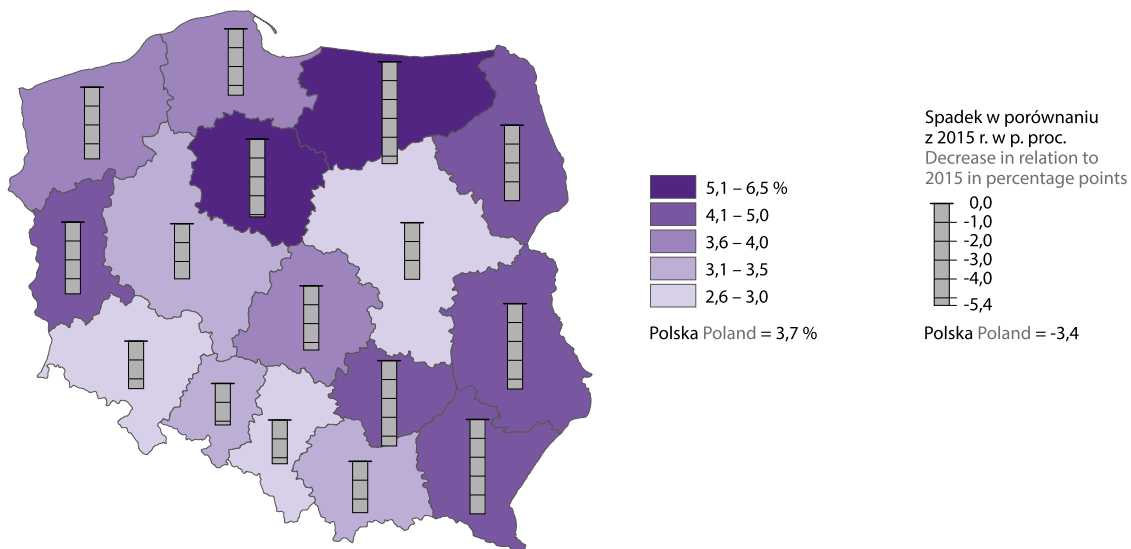 5,1 – 6,5 %
4,1 – 5,0
3,6 – 4,0
3,1 – 3,5
2,6 – 3,0
Polska Poland = 3,7 %
Spadek w porównaniu
z 2015 r. w p. proc.
Decrease in relation to
2015 in percentage points
0,0
-1,0
-2,0
-3,0
-4,0
-5,4
Polska Poland = -3,4